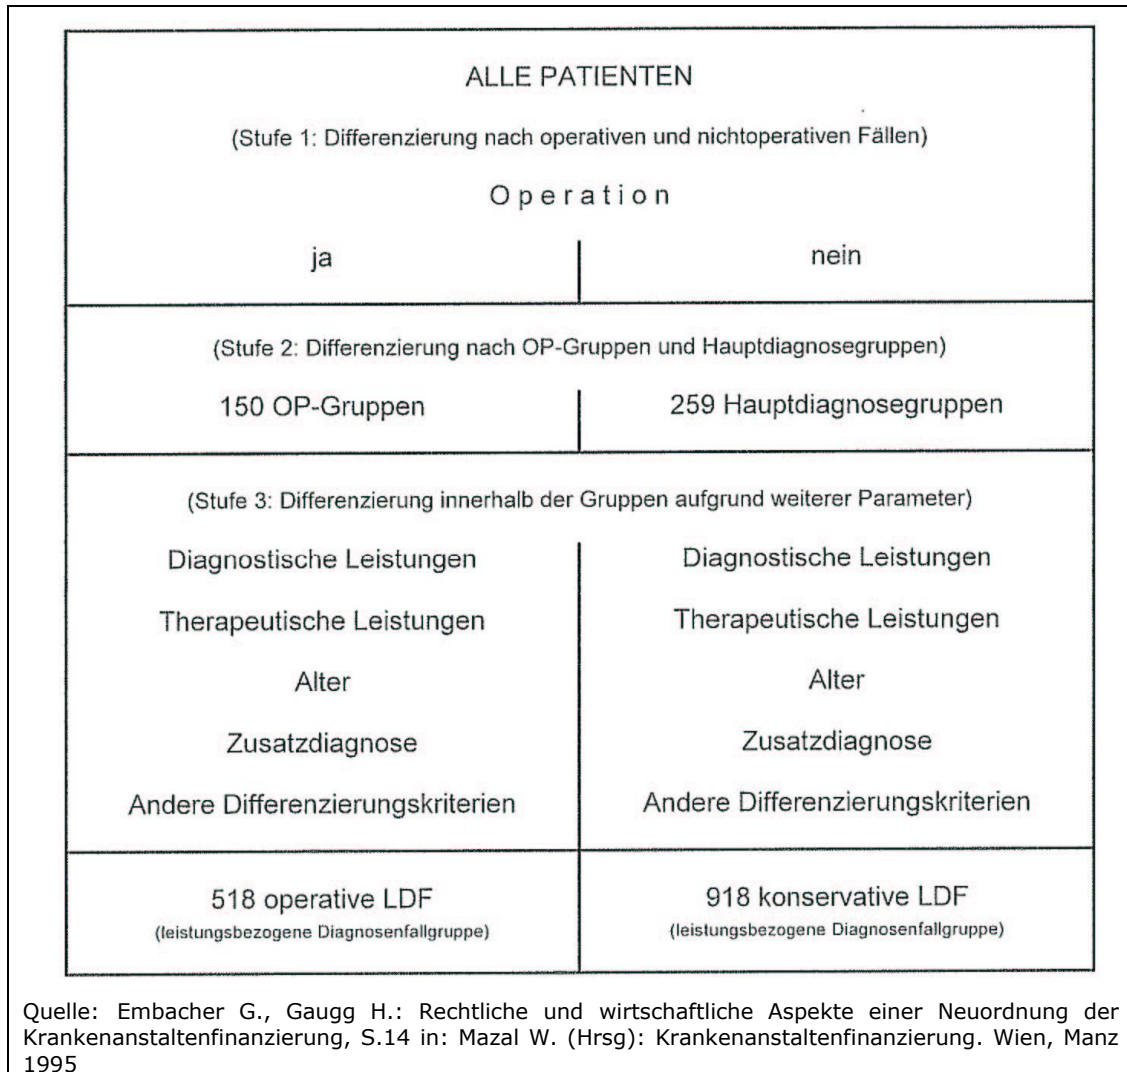 ALLE PATIENTEN
(Stufe 1: Differenzierung nach operativen und nichtoperativen Fällen)
Operation
ja
nein
(Stufe 2: Differenzierung nach OP-Gruppen und Hauptdiagnosegruppen)
150 OP-Gruppen
259 Hauptdiagnosegruppen
(Stufe 3: Differenzierung innerhalb der Gruppen aufgrund weiterer Parameter)
Diagnostische Leistungen
Therapeutische Leistungen
Alter
Zusatzdiagnose
Andere Differenzierungskriterien
Diagnostische Leistungen
Therapeutische Leistungen
Alter
Zusatzdiagnose
Andere Differenzierungskriterien
518 operative LDF
(leistungsbezogene Diagnosenfallgruppe)
918 konservative LDF
(leistungsbezogene Diagnosenfallgruppe)
Quelle: Embacher G., Gaugg H.: Rechtliche und wirtschaftliche Aspekte einer Neuordnung der
Krankenanstaltenfinanzierung, S.14 in: Mazal W. (Hrsg): Krankenanstaltenfinanzierung. Wien, Manz
1995